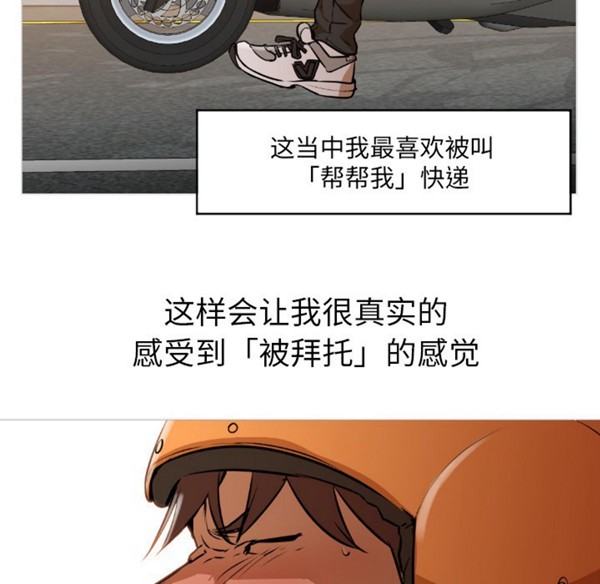 这当中我最喜欢被叫
「帮帮我」快递
这样会让我很真实的
感受到「被拜托」的感觉